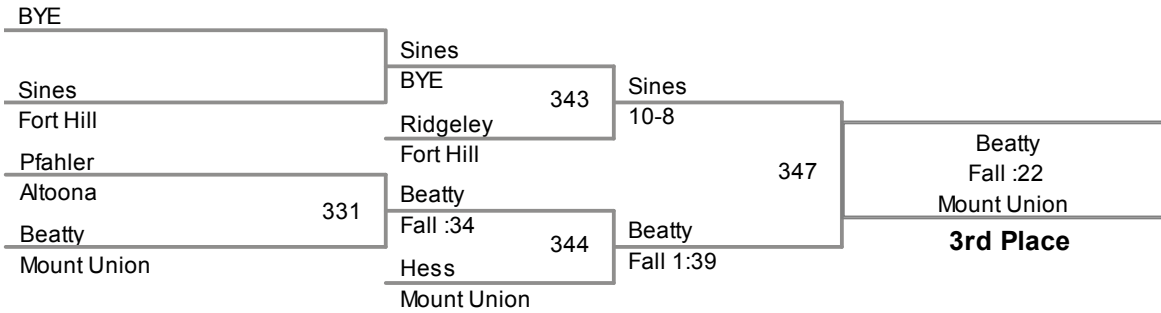 BYE
Sines
Fort Hill
Pfahler
Altoona
331
Beatty
Mount Union
Sines
BYE
343
Ridgeley
Fort Hill
Beatty
Fall :34
344
Hess
Mount Union
Sines
10-8
347
Beatty
Fall 1:39
Beatty
Fall :22
Mount Union
3rd Place